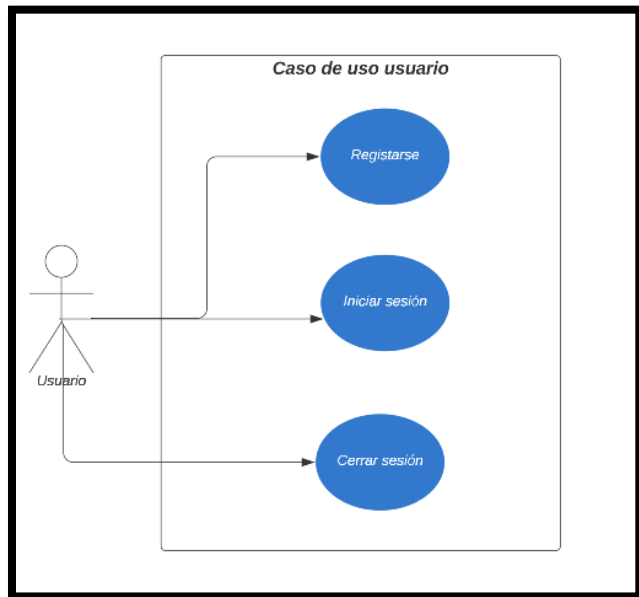 Caso de uso usuario
Registarse
Iniciar sesión
Usuario
Cerrar sesión